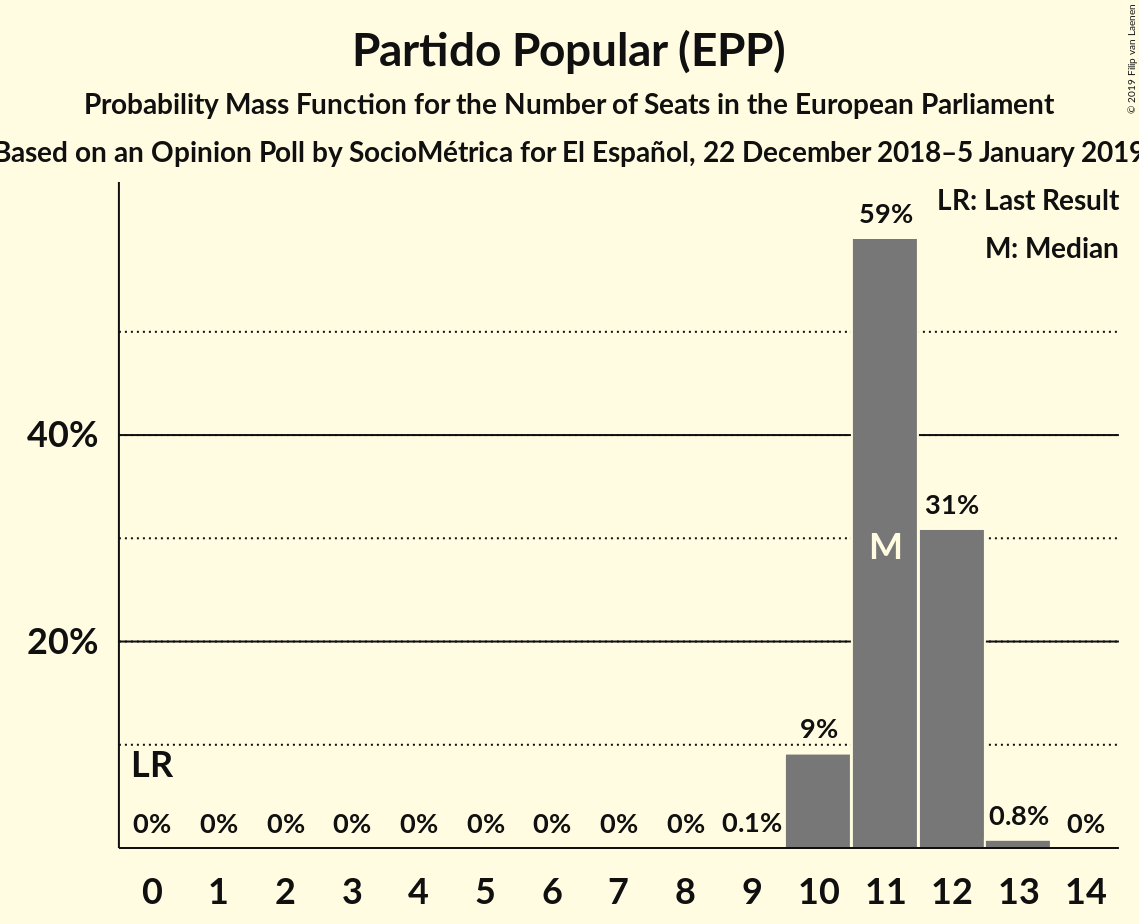 Partido Popular (EPP)
Probability Mass Function for the Number of Seats in the European Parliament
Based on an Opinion Poll by SocioMétrica for El Español, 22 December 2018–5 January 2019
© 2019 Filip van Laenen
LR: Last Result
M: Median
59%
40%
31%
M
20%
9%
LR
0% 0% 0% 0% 0% 0% 0% 0% 0% 0.1% 0.8% 0%
0 1 2 3 4 5 6 7 8 9 10 11 12 13 14